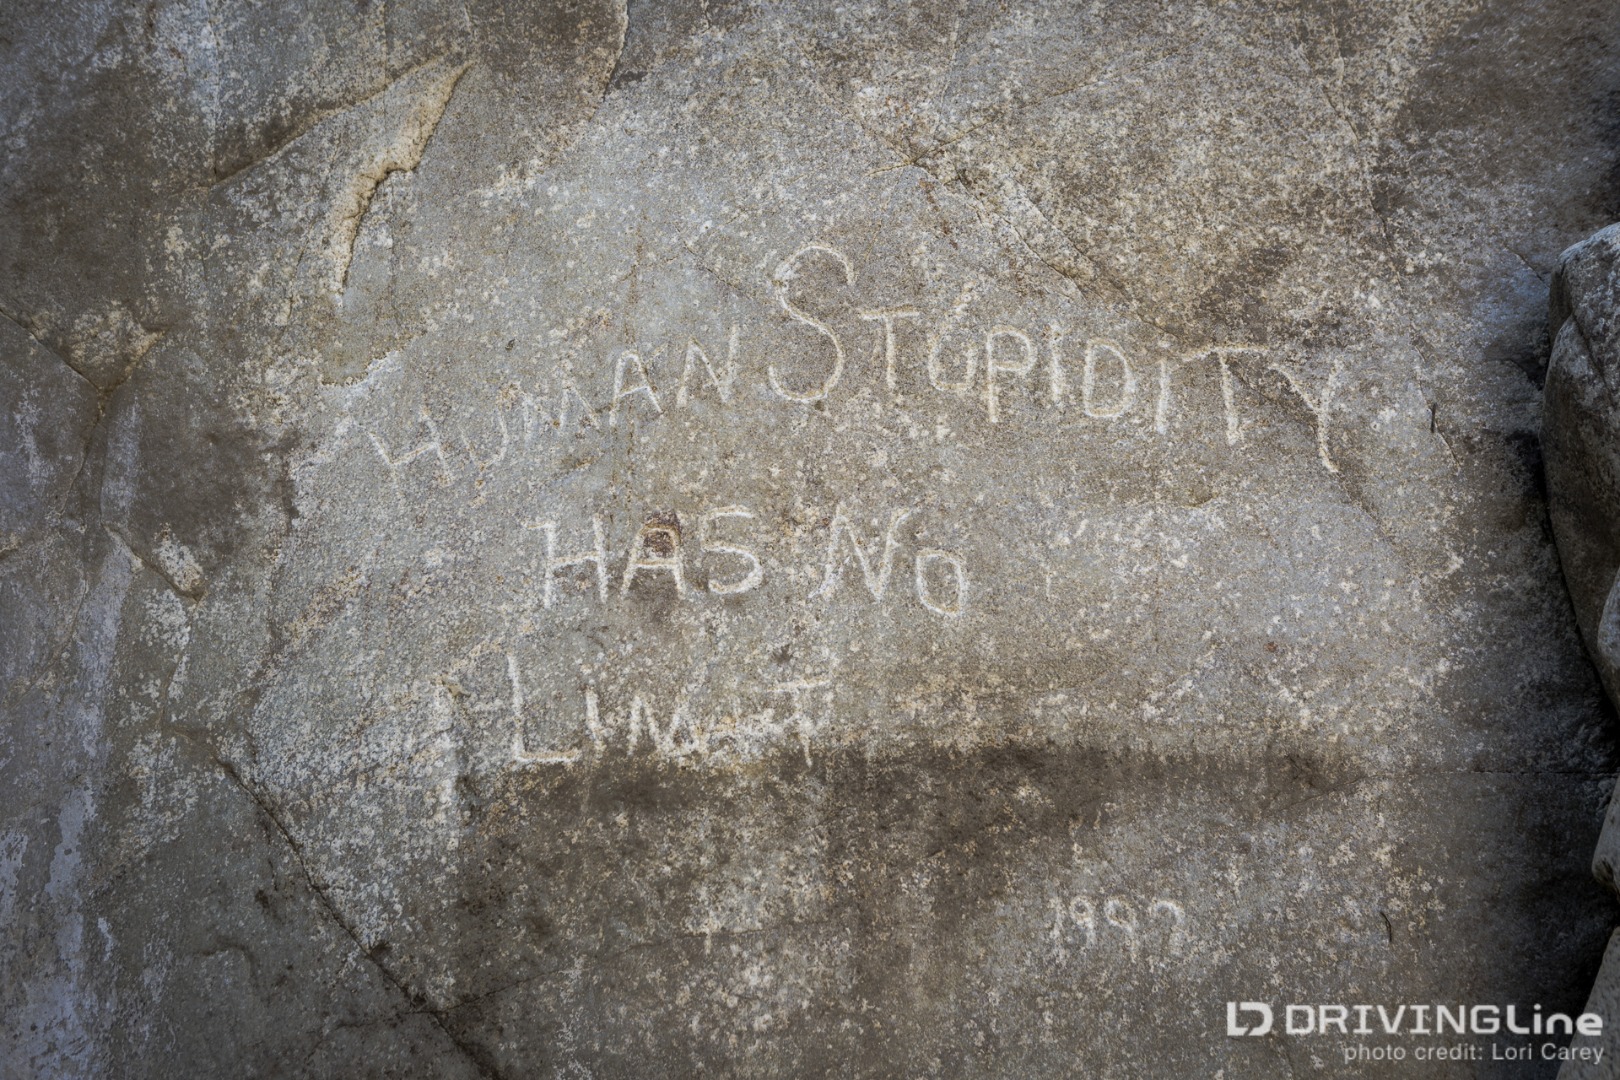 HUMAN STUPIDITY
HAS NO
LIMIT
DRIVINGLine
photo credit: Lori Carey